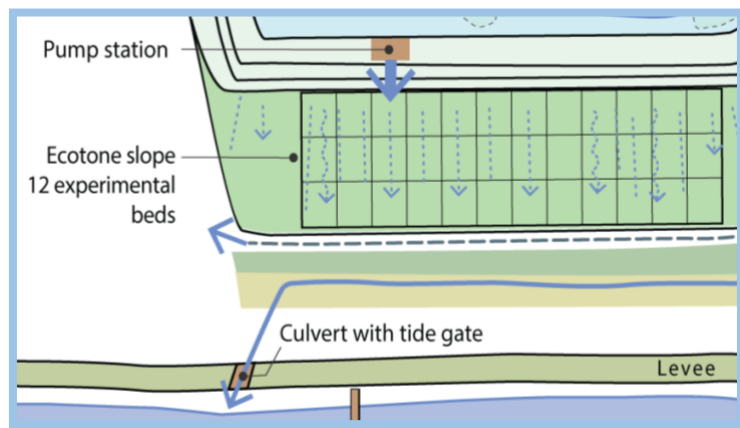 Pump station
Ecotone slope
12 experimental
beds
Culvert with tide gate
Levee